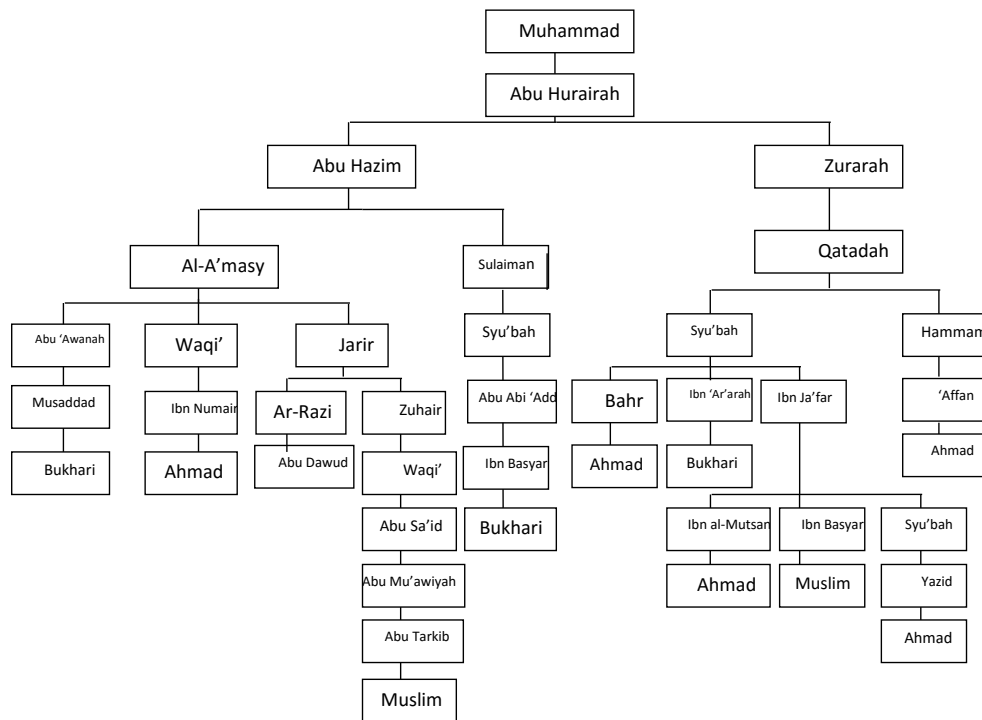 Muhammad
Abu Hurairah
Abu Hazim
Zurarah
Al-A’masy
Sulaiman
Qatadah
Abu ‘Awanah
Waqi’
Jarir
Syu’bah
Syu’bah
Hammam
Musaddad
Ibn Numair
Ar-Razi
Zuhair
Abu Abi ‘Add
Bahr
Ibn ‘Ar’arah
Ibn Ja’far
‘Affan
Bukhari
Ahmad
Abu Dawud
Waqi’
Ibn Basyar
Ahmad
Bukhari
Ahmad
Abu Sa’id
Bukhari
Ibn al-Mutsan
Ibn Basyar
Syu’bah
Abu Mu’awiyah
Ahmad
Muslim
Yazid
Abu Tarkib
Ahmad
Muslim